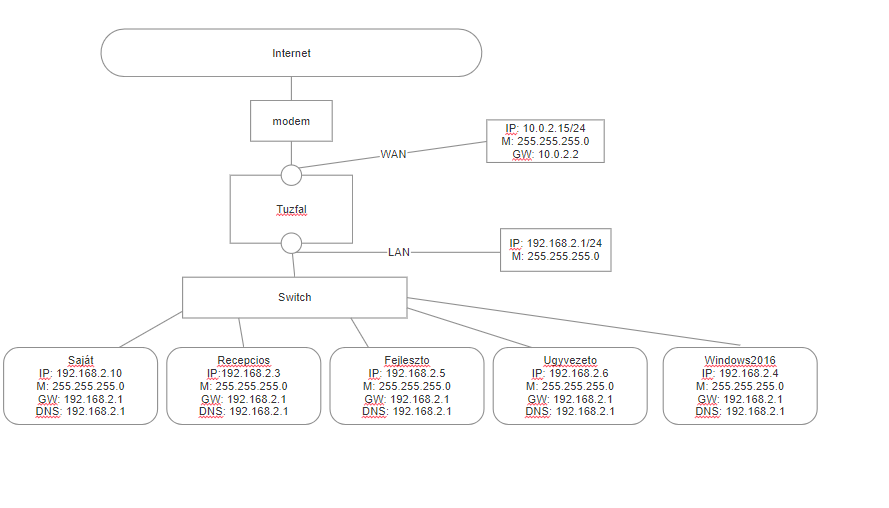 Internet
modem
IP: 10.0.2.15/24
M: 255.255.255.0
GW: 10.0.2.2
WAN
Tuzfal
IP: 192.168.2.1/24
M: 255.255.255.0
LAN
Switch
Saját
IP: 192.168.2.10
M: 255.255.255.0
GW: 192.168.2.1
DNS: 192.168.2.1
Recepcios
IP:192.168.2.3
M: 255.255.255.0
GW: 192.168.2.1
DNS: 192.168.2.1
Fejleszto
IP: 192.168.2.5
M: 255.255.255.0
GW: 192.168.2.1
DNS: 192.168.2.1
Ugyvezeto
IP: 192.168.2.6
M: 255.255.255.0
GW: 192.168.2.1
DNS: 192.168.2.1
Windows2016
IP: 192.168.2.4
M: 255.255.255.0
GW: 192.168.2.1
DNS: 192.168.2.1